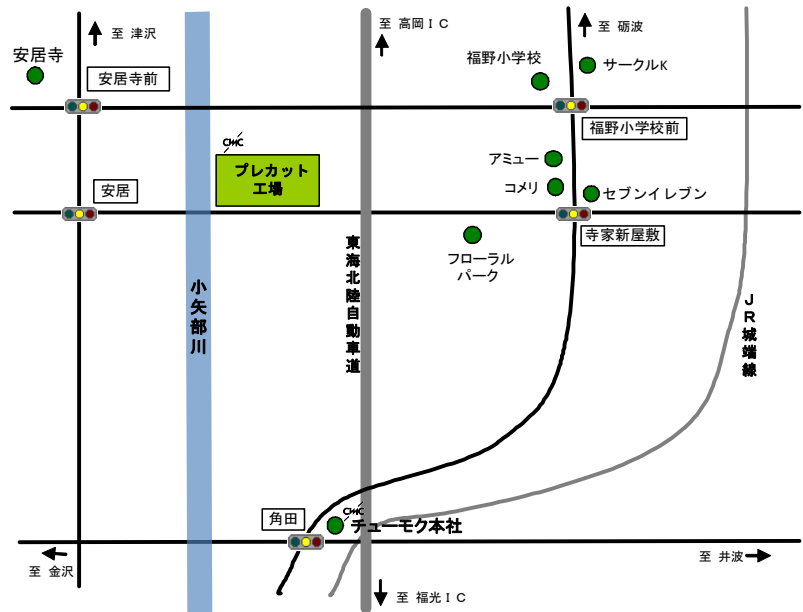 至 津沢
至 高岡ＩＣ
至 砺波
安居寺
福野小学校
サークルK
安居寺前
福野小学校前
CMC
プレカット
工場
アミュー
コメリ
セブンイレブン
安居
寺家新屋敷
フローラル
パーク
東海北陸自動車道
小矢部川
ＪＲ城端線
角田
CMC
チューモク本社
至 金沢
至 井波
至 福光ＩＣ